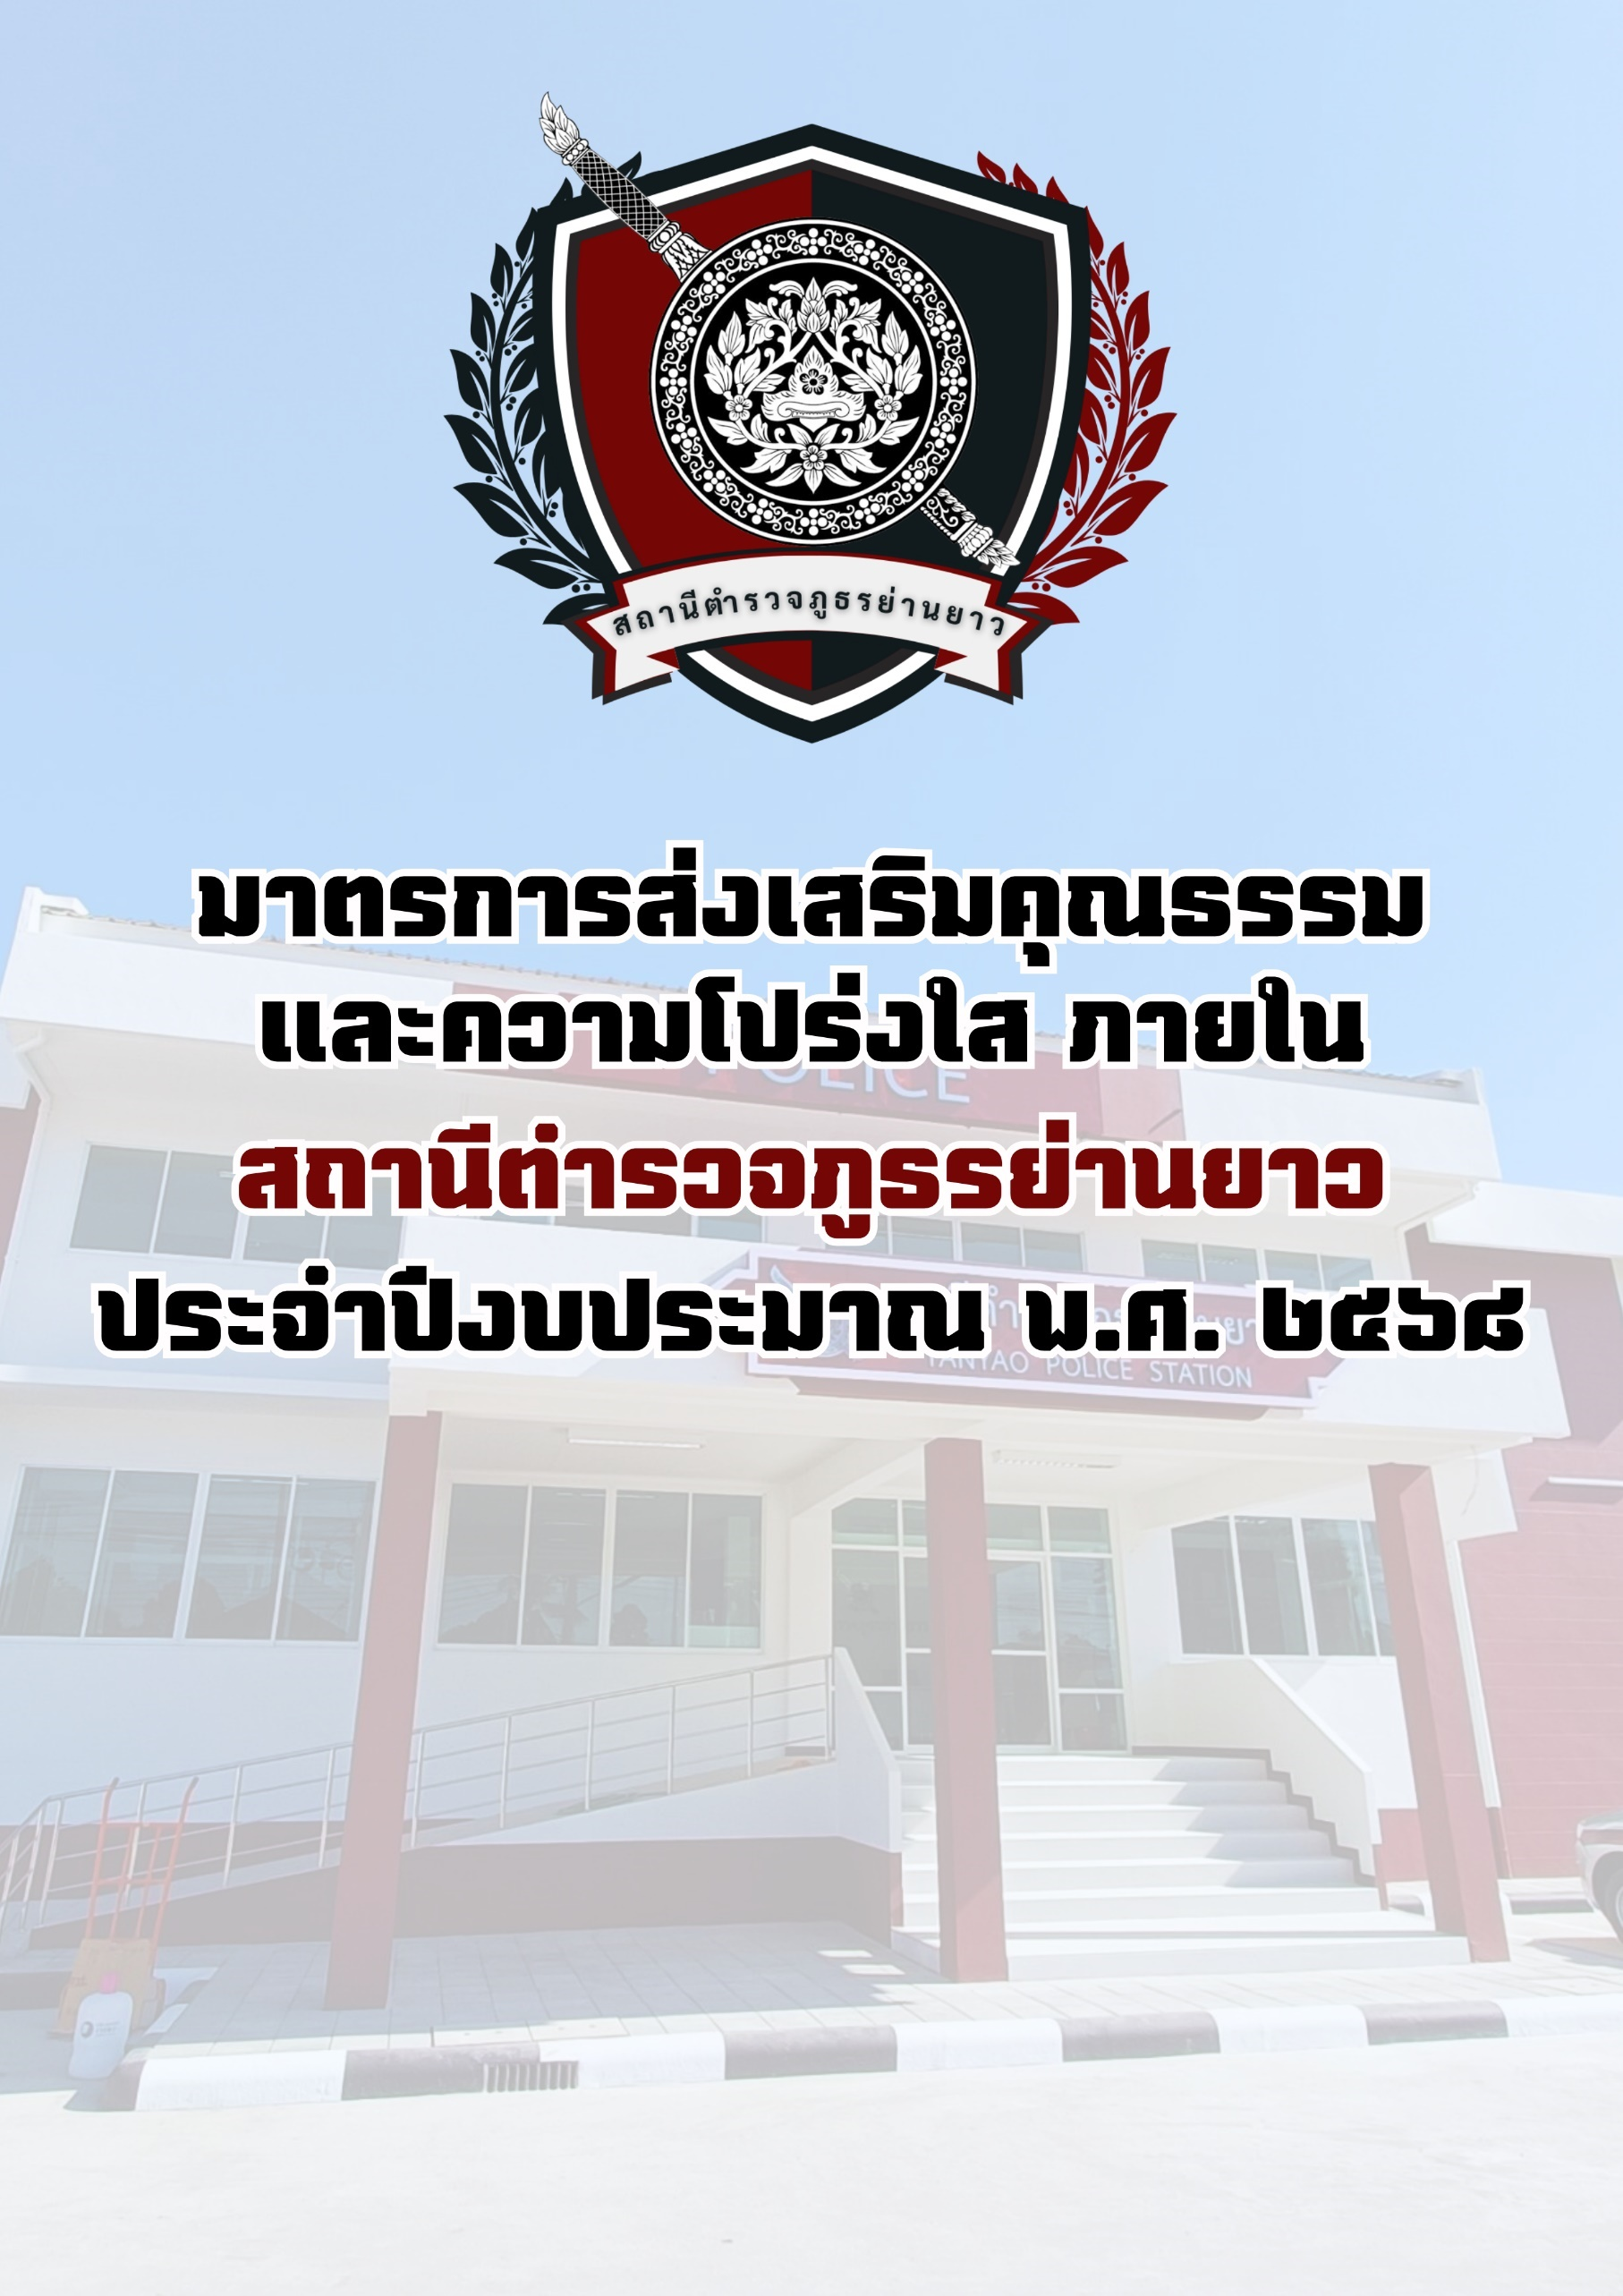 สถานีตำรวจภูธรย่านยาว
มาตรการส่งเสริมคุณธรรม
และความโปร่งใส ภายใน
POLICE
สถานีตำรวจภูธรย่านยาว
ประจำปีงบประมาณ พ.ศ. ๒๕๖๘
YANYAO POLICE STATION